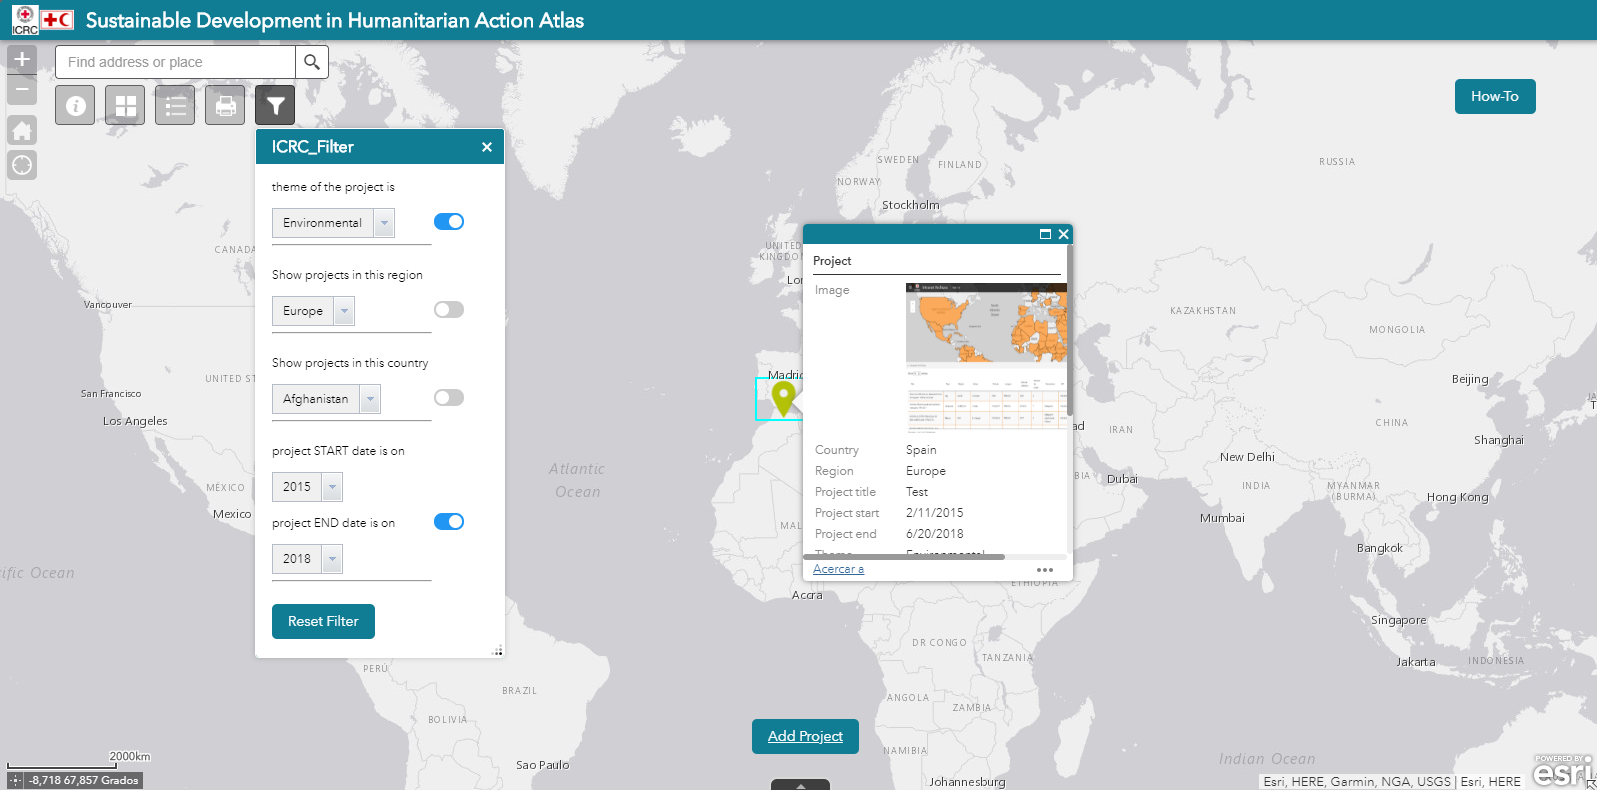 ICRC
Sustainable Development in Humanitarian Action Atlas
+
Find address or place
−
How-To
ICRC_Filter
theme of the project is
Environmental
Show projects in this region
Europe
Show projects in this country
Afghanistan
project START date is on
2015
project END date is on
2018
Reset Filter
Project
Image
Country Spain
Region Europe
Project title Test
Project start 2/11/2015
Project end 6/20/2018
Theme Environmental
Acercar a
SWEDEN
FINLAND
NORWAY
RUSSIA
Stockholm
UNITED
KINGDOM
Lon
CANADA
Vancouver
UNITED ST
San Francisco
Los Angeles
MÉXICO
Mexico
Atlantic
Ocean
Madrid
KAZAKHSTAN
MONGOLIA
Beijing
CHINA
Shanghai
IRAN
ad
New Delhi
Dubai
BIA
INDIA
MYANMAR
(BURMA)
Hong Kong
Mumbai
Bangkok
MAL
ific Ocean
ETHIOPIA
Accra
Singapore
DR CONGO
TANZANIA
Jakarta
INDONESIA
PERÚ
BRAZIL
ANGOLA
ZAMBIA
BOLIVIA
Add Project
NAMIBIA
Indian Ocean
Sao Paulo
Johannesburg
2000km
-8,718 67,857 Grados
Esri, HERE, Garmin, NGA, USGS | Esri, HERE
POWERED BY
esri